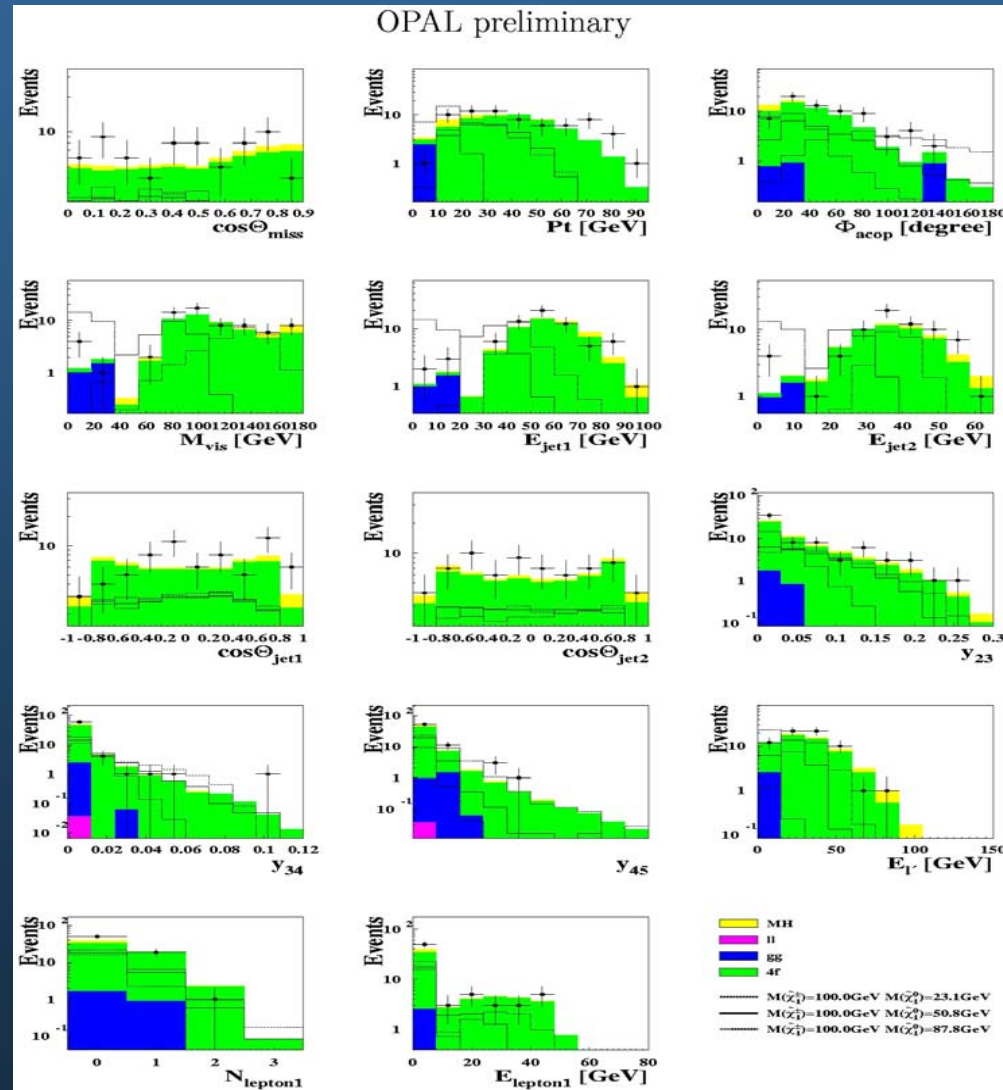 OPAL preliminary
Events Events Events
10 10 1 10 1
0 0.1 0.2 0.3 0.4 0.5 0.6 0.7 0.8 0.9 0 10 20 30 40 50 60 70 80 90 0 20 40 60 80 100 120 140 160 180
cosΘmiss Pt [GeV] Φacop [degree]
Events Events Events
10 1 10 1 10 1
0 20 40 60 80 100 120 140 160 180 0 10 20 30 40 50 60 70 80 90 100 0 10 20 30 40 50 60
Mvis [GeV] Ejet1 [GeV] Ejet2 [GeV]
Events Events Events
10 10 10² 10 1 10⁻¹
-1 -0.8 -0.6 -0.4 -0.2 0 0.2 0.4 0.6 0.8 1 -1 -0.8 -0.6 -0.4 -0.2 0 0.2 0.4 0.6 0.8 1 0 0.05 0.1 0.15 0.2 0.25 0.3
cosΘjet1 cosΘjet2 y23
Events Events Events
10² 10 1 10⁻¹ 10⁻² 10² 10 1 10⁻¹ 10 1 10⁻¹
0 0.02 0.04 0.06 0.08 0.1 0.12 0 50 100 150
y34 y45 El´ [GeV]
Events Events
10² 10 1 10⁻¹ 10² 10 1
0 1 2 3 0 20 40 60 80
Nlepton1 Elepton1 [GeV]
MH
ll
gg
4f
M(χ̃₁±)=100.0GeV M(χ̃₁⁰)=23.1GeV
M(χ̃₁±)=100.0GeV M(χ̃₁⁰)=50.8GeV
M(χ̃₁±)=100.0GeV M(χ̃₁⁰)=87.8GeV